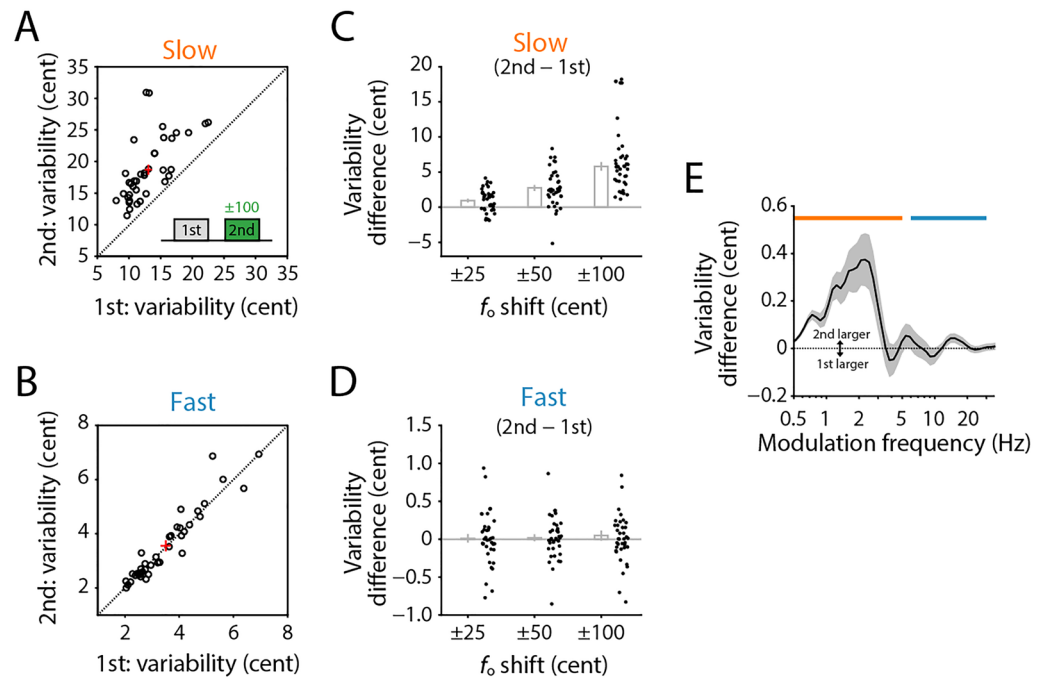 A
Slow
2nd: variability (cent)
35
30
25
20
15
10
5
±100
1st
2nd
5
10
15
20
25
30
35
1st: variability (cent)
B
Fast
2nd: variability (cent)
8
6
4
2
2
4
6
8
1st: variability (cent)
C
Slow
(2nd − 1st)
Variability
difference (cent)
20
15
10
5
0
−5
±25
±50
±100
fo shift (cent)
D
Fast
(2nd − 1st)
Variability
difference (cent)
1.5
1.0
0.5
0
−0.5
−1.0
±25
±50
±100
fo shift (cent)
E
Variability
difference (cent)
0.6
0.4
0.2
0
−0.2
2nd larger
1st larger
0.5
1
2
5
10
20
Modulation frequency (Hz)